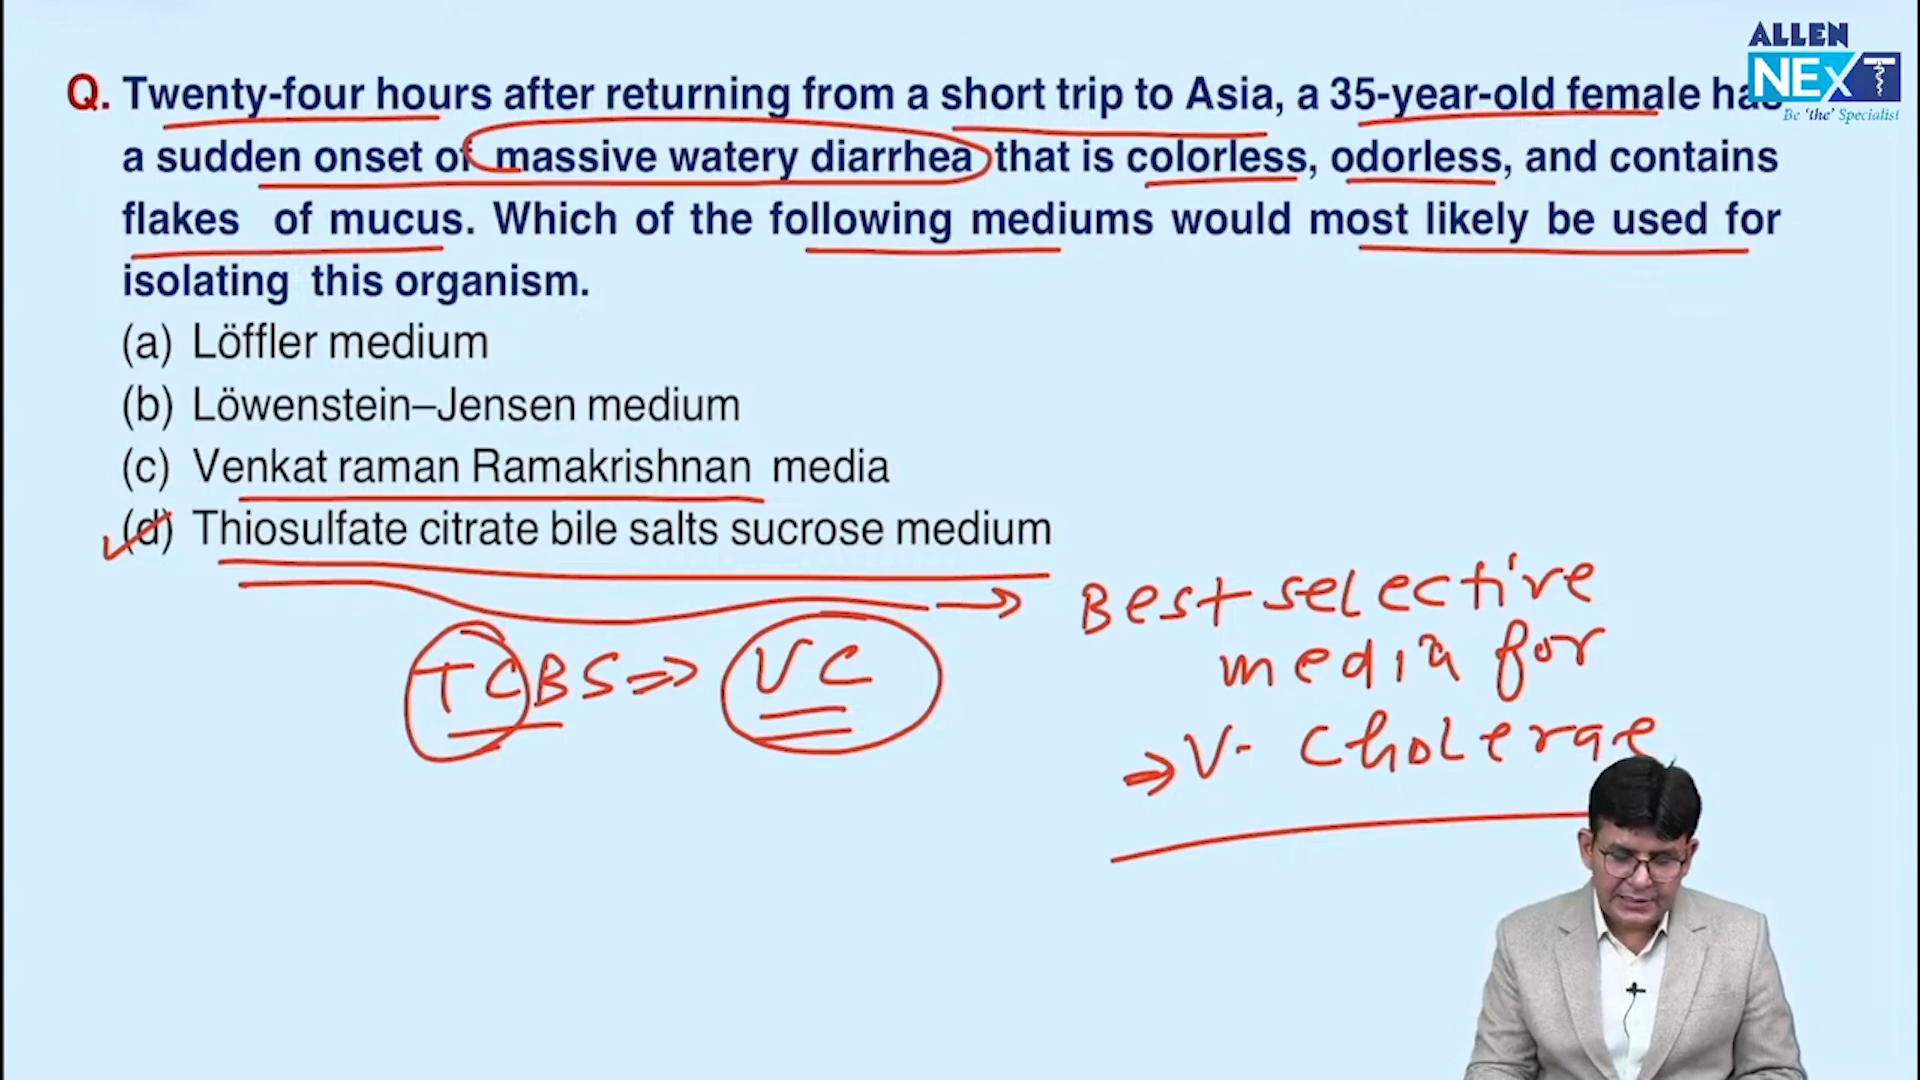 ALLEN
NEXT
Be 'the' Specialist
Q. Twenty-four hours after returning from a short trip to Asia, a 35-year-old female has
a sudden onset of massive watery diarrhea that is colorless, odorless, and contains
flakes of mucus. Which of the following mediums would most likely be used for
isolating this organism.
(a) Löffler medium
(b) Löwenstein–Jensen medium
(c) Venkat raman Ramakrishnan media
(d) Thiosulfate citrate bile salts sucrose medium
Best selective
media for
V. Cholerae
TCBS ⇒ VC